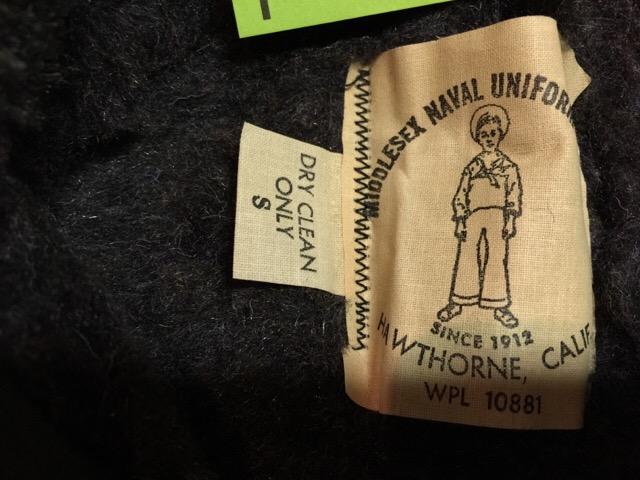 MIDDLESEX NAVAL UNIFOR
SINCE 1912
HAWTHORNE, CALIF
WPL 10881
DRY CLEAN
ONLY
S